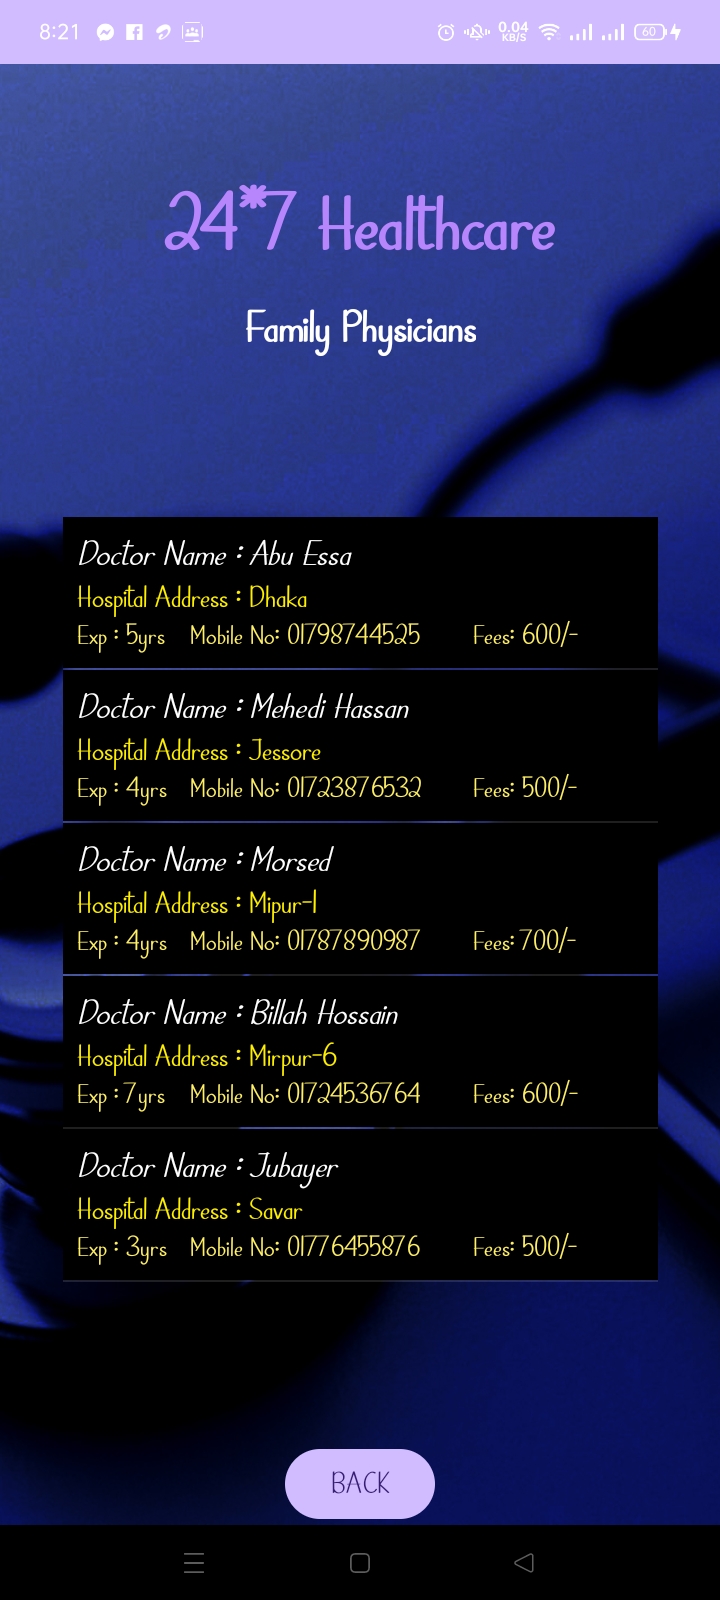 8:21 0.04 KB/S 60
24*7 Healthcare
Family Physicians
Doctor Name : Abu Essa
Hospital Address : Dhaka
Exp : 5yrs Mobile No: 01798744525 Fees: 600/-
Doctor Name : Mehedi Hassan
Hospital Address : Jessore
Exp : 4yrs Mobile No: 01723876532 Fees: 500/-
Doctor Name : Morsed
Hospital Address : Mipur-1
Exp : 4yrs Mobile No: 01787890987 Fees: 700/-
Doctor Name : Billah Hossain
Hospital Address : Mirpur-6
Exp : 7yrs Mobile No: 01724536764 Fees: 600/-
Doctor Name : Jubayer
Hospital Address : Savar
Exp : 3yrs Mobile No: 01776455876 Fees: 500/-
BACK